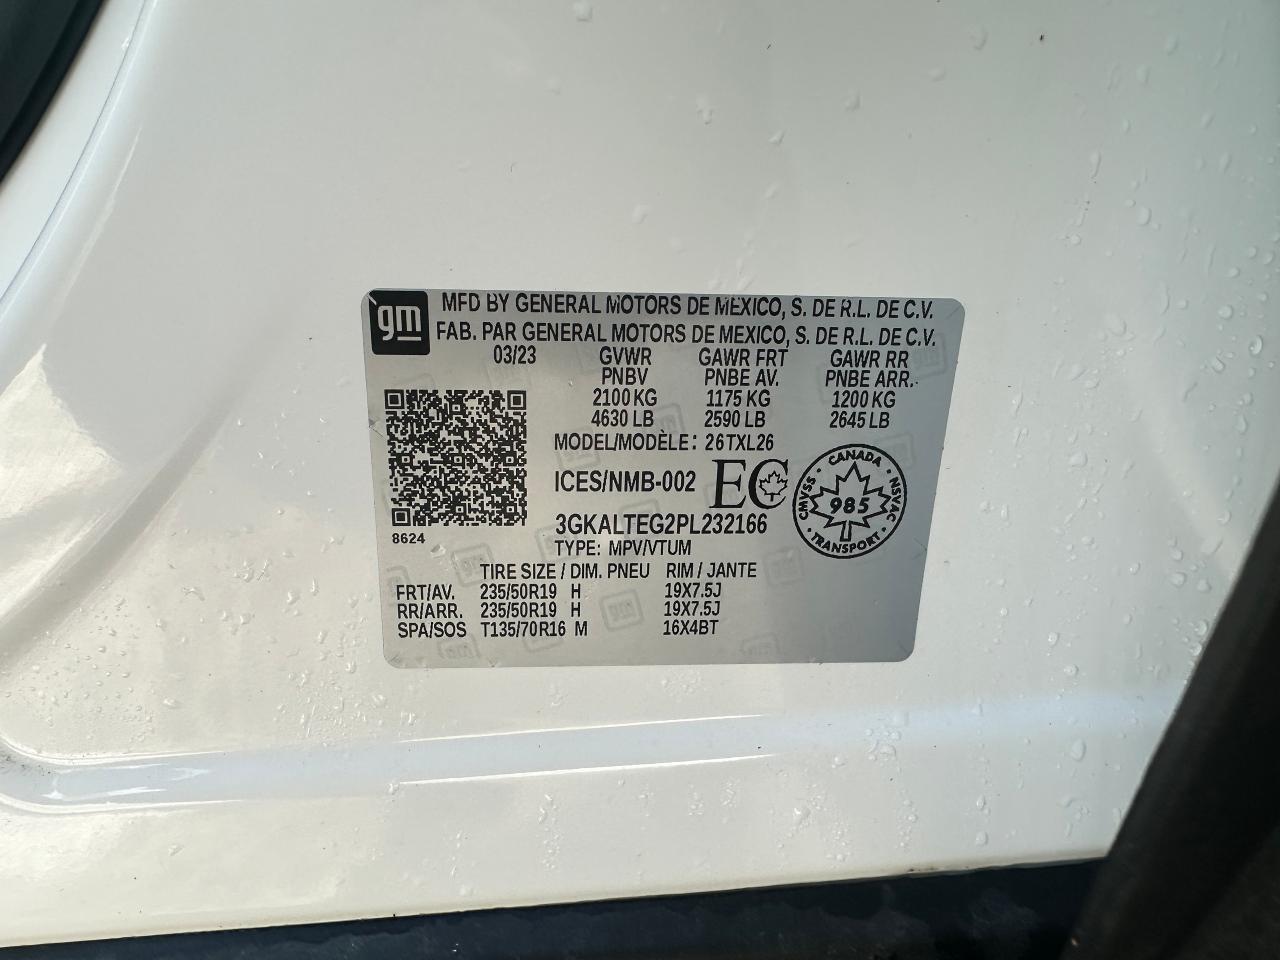 gm
MFD BY GENERAL MOTORS DE MEXICO, S. DE R.L. DE C.V.
FAB. PAR GENERAL MOTORS DE MEXICO, S. DE R.L. DE C.V.
03/23 GVWR GAWR FRT GAWR RR
PNBV PNBE AV. PNBE ARR.
2100 KG 1175 KG 1200 KG
4630 LB 2590 LB 2645 LB
MODEL/MODÈLE: 26TXL26
ICES/NMB-002 EC
CANADA
CMVSS - NSVAC
985
TRANSPORT
3GKALTEG2PL232166
8624
TYPE: MPV/VTUM
TIRE SIZE / DIM. PNEU RIM / JANTE
FRT/AV. 235/50R19 H 19X7.5J
RR/ARR. 235/50R19 H 19X7.5J
SPA/SOS T135/70R16 M 16X4BT